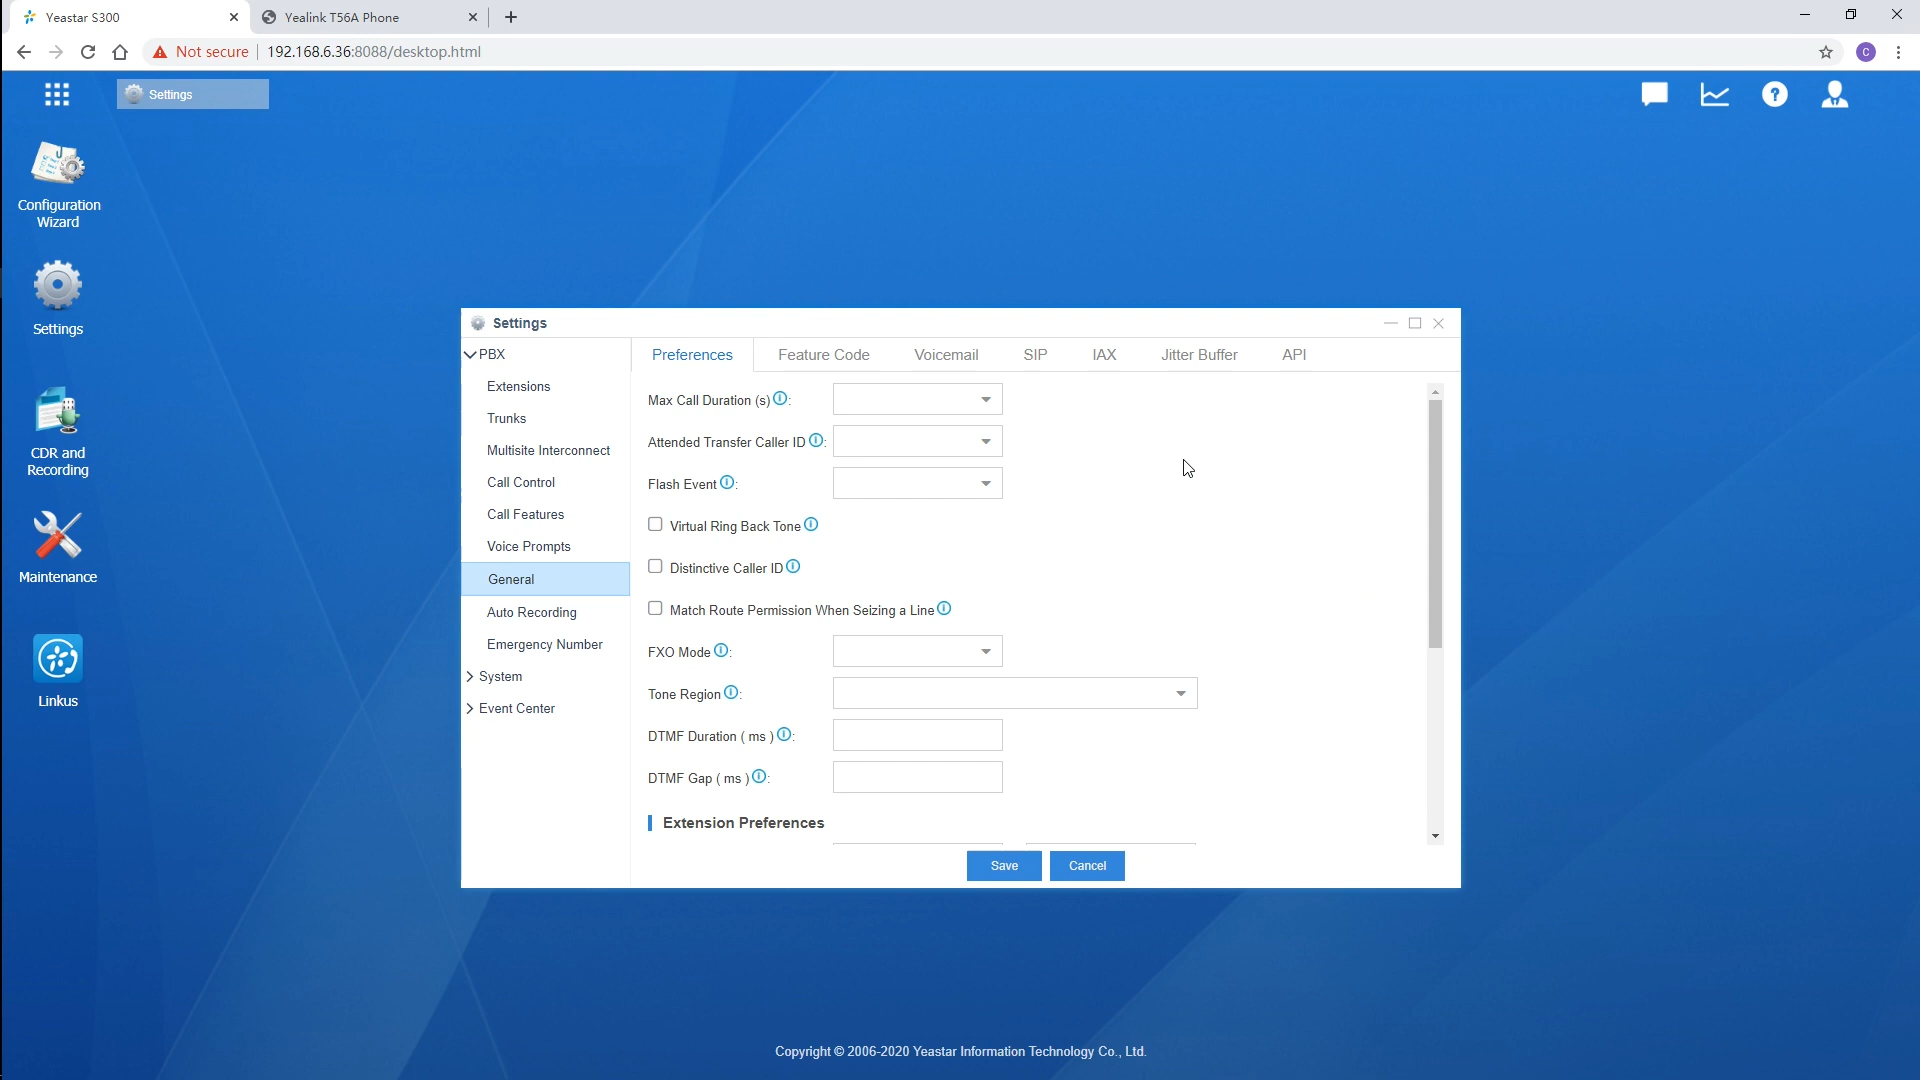 Yeastar S300
Yealink T56A Phone
Not secure
192.168.6.36:8088/desktop.html
C
Settings
?
Configuration
Wizard
Settings
CDR and
Recording
Maintenance
Linkus
Settings
PBX
Extensions
Trunks
Multisite Interconnect
Call Control
Call Features
Voice Prompts
General
Auto Recording
Emergency Number
System
Event Center
Preferences
Feature Code
Voicemail
SIP
IAX
Jitter Buffer
API
Max Call Duration (s) :
Attended Transfer Caller ID :
Flash Event :
Virtual Ring Back Tone
Distinctive Caller ID
Match Route Permission When Seizing a Line
FXO Mode :
Tone Region :
DTMF Duration ( ms ) :
DTMF Gap ( ms ) :
Extension Preferences
Save
Cancel
Copyright © 2006-2020 Yeastar Information Technology Co., Ltd.